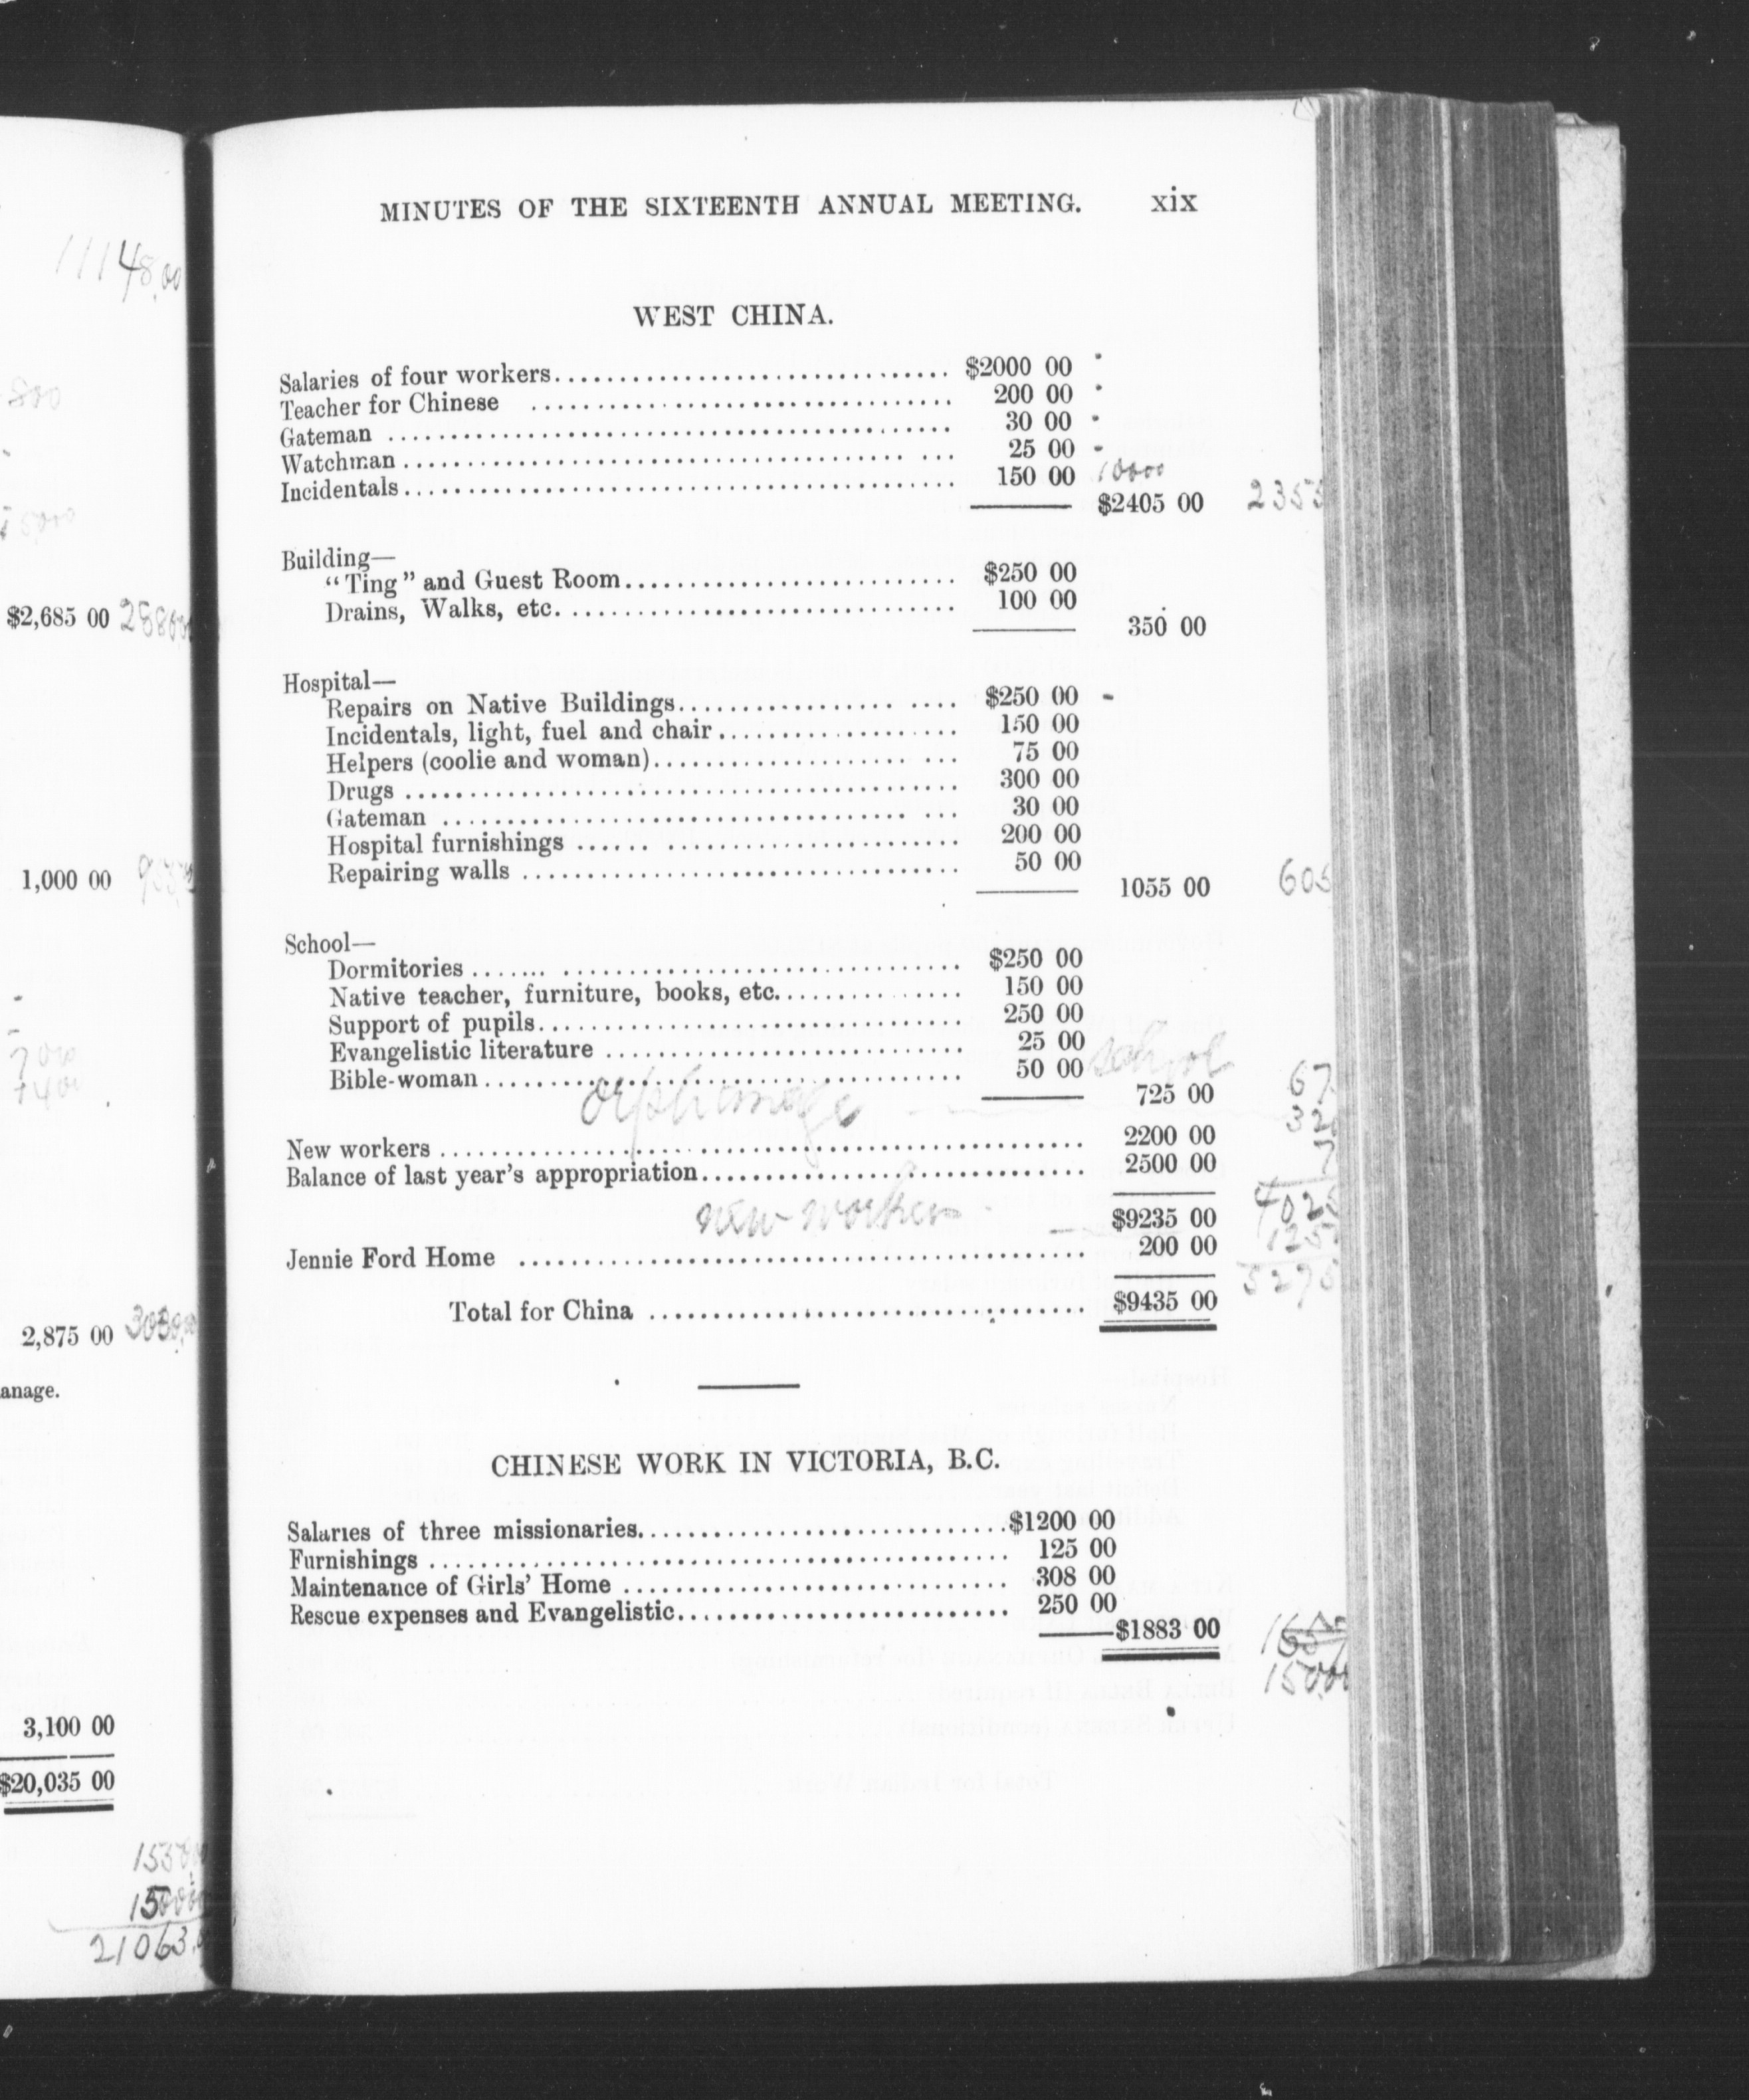 11148.00
$2,685 00
1,000 00
2,875 00
anage.
3,100 00
$20,035 00
21063
MINUTES OF THE SIXTEENTH ANNUAL MEETING. xix
WEST CHINA.
Salaries of four workers. $2000 00
Teacher for Chinese 200 00
Gateman 30 00
Watchman 25 00
Incidentals 150 00 10000
$2405 00 2355
Building—
"Ting" and Guest Room $250 00
Drains, Walks, etc. 100 00
350 00
Hospital—
Repairs on Native Buildings $250 00
Incidentals, light, fuel and chair 150 00
Helpers (coolie and woman) 75 00
Drugs 300 00
Gateman 30 00
Hospital furnishings 200 00
Repairing walls 50 00
1055 00 605
School—
Dormitories $250 00
Native teacher, furniture, books, etc. 150 00
Support of pupils 250 00
Evangelistic literature 25 00
Bible-woman 50 00 school
orphanage
725 00
New workers 2200 00
Balance of last year's appropriation 2500 00
new workers
$9235 00 4025
Jennie Ford Home 200 00
5275
Total for China $9435 00
CHINESE WORK IN VICTORIA, B.C.
Salaries of three missionaries. $1200 00
Furnishings 125 00
Maintenance of Girls' Home 308 00
Rescue expenses and Evangelistic 250 00
$1883 00